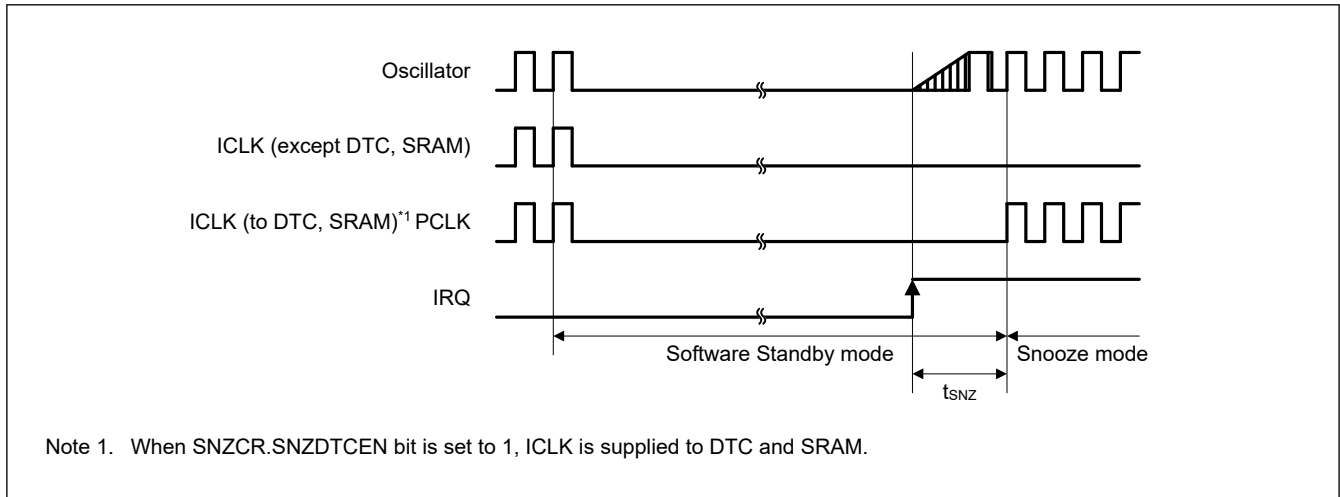 Oscillator
ICLK (except DTC, SRAM)
ICLK (to DTC, SRAM)*1 PCLK
IRQ
Software Standby mode
Snooze mode
tSNZ
Note 1. When SNZCR.SNZDTCEN bit is set to 1, ICLK is supplied to DTC and SRAM.